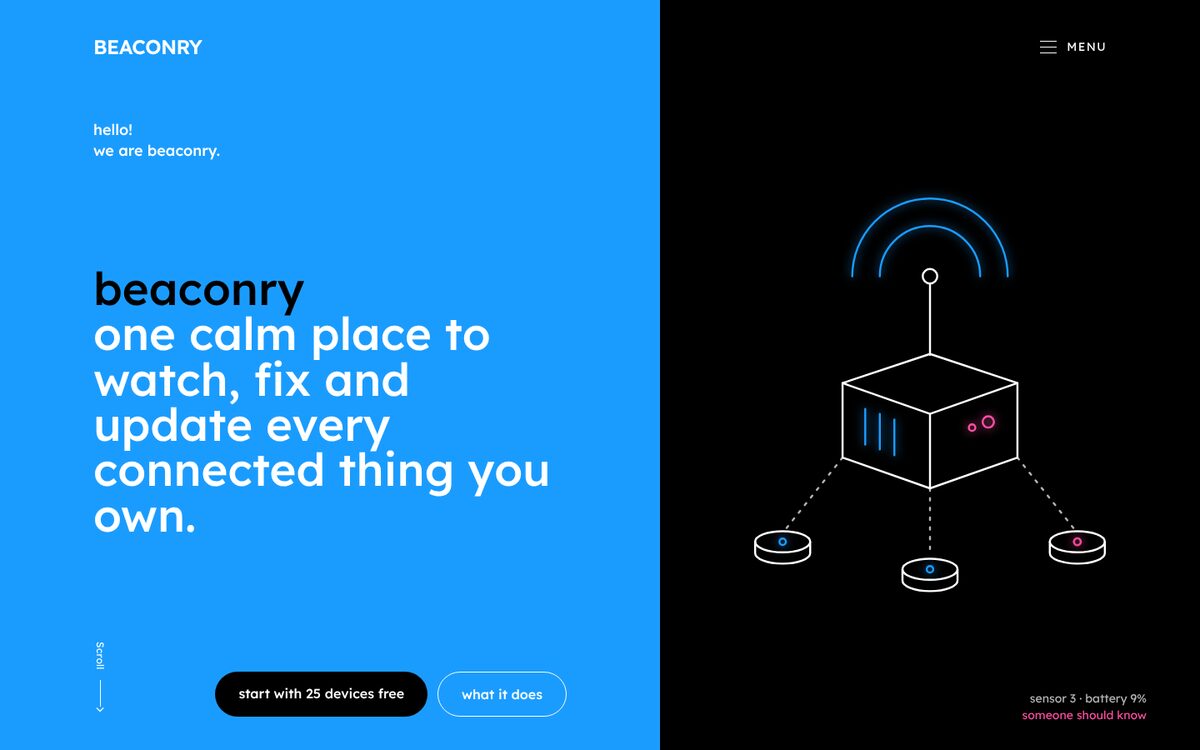 BEACONRY
MENU
hello!
we are beaconry.
beaconry
one calm place to
watch, fix and
update every
connected thing you
own.
Scroll
start with 25 devices free
what it does
sensor 3 · battery 9%
someone should know